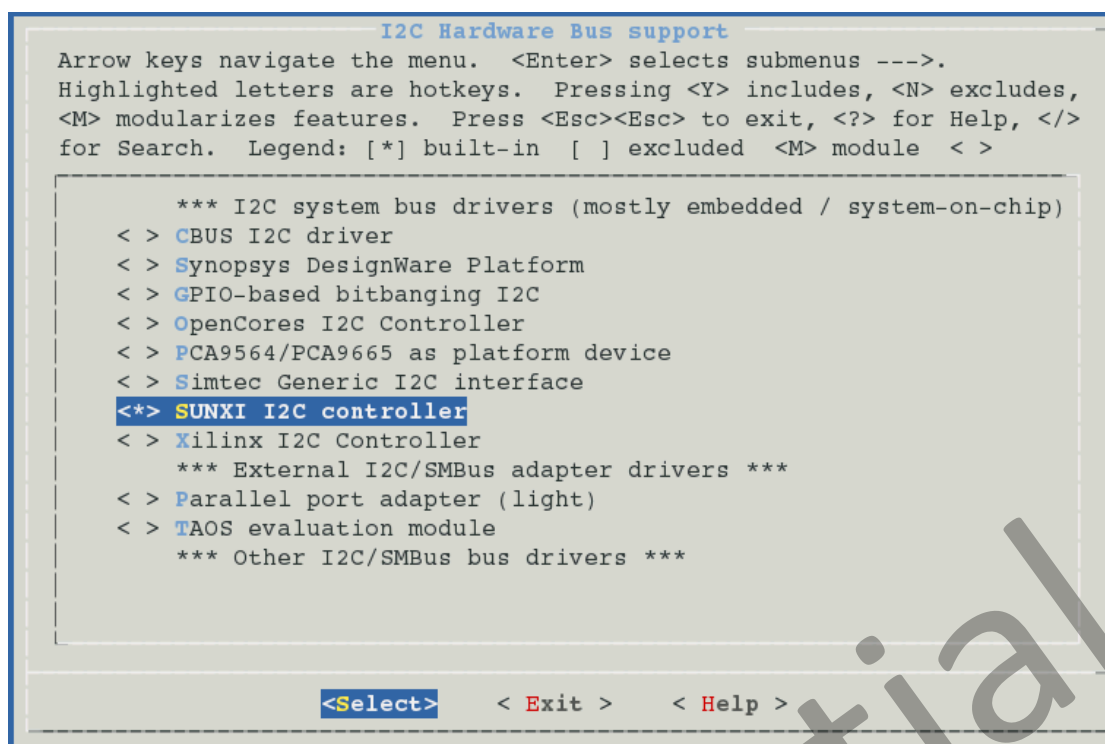 I2C Hardware Bus support
Arrow keys navigate the menu.  <Enter> selects submenus --->.
Highlighted letters are hotkeys.  Pressing <Y> includes, <N> excludes,
<M> modularizes features.  Press <Esc><Esc> to exit, <?> for Help, </>
for Search.  Legend: [*] built-in  [ ] excluded  <M> module  < >
*** I2C system bus drivers (mostly embedded / system-on-chip)
< > CBUS I2C driver
< > Synopsys DesignWare Platform
< > GPIO-based bitbanging I2C
< > OpenCores I2C Controller
< > PCA9564/PCA9665 as platform device
< > Simtec Generic I2C interface
<*> SUNXI I2C controller
< > Xilinx I2C Controller
*** External I2C/SMBus adapter drivers ***
< > Parallel port adapter (light)
< > TAOS evaluation module
*** Other I2C/SMBus bus drivers ***
<Select>    < Exit >    < Help >
tial